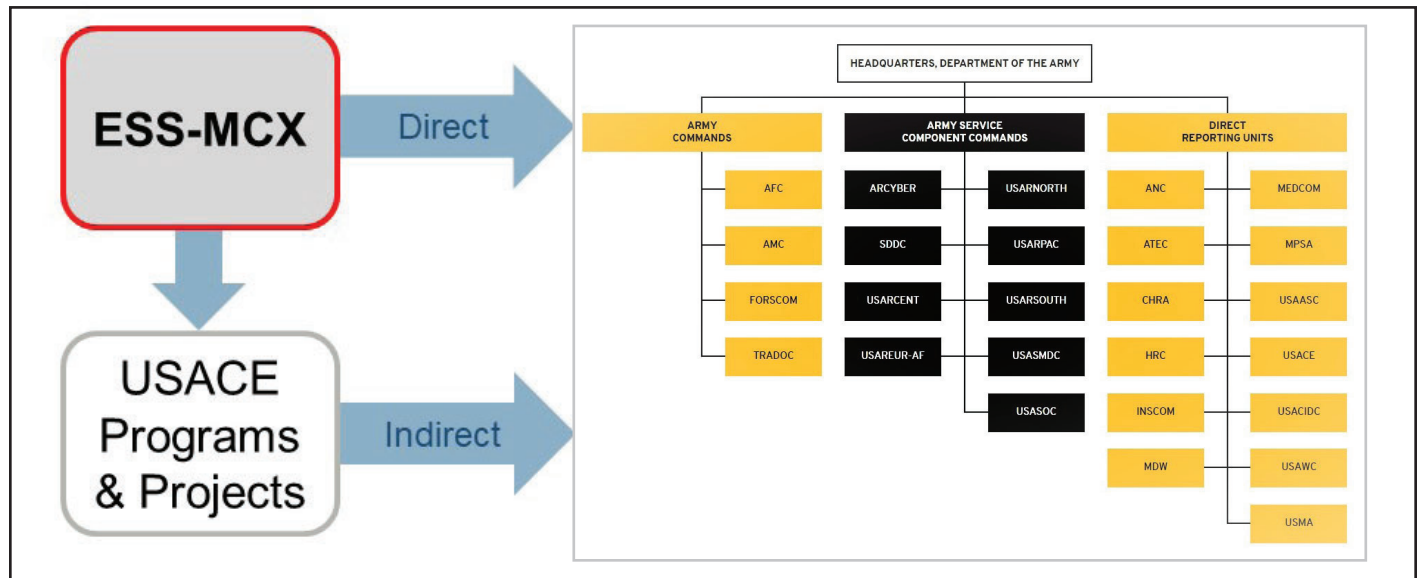 ESS-MCX
Direct
USACE
Programs
& Projects
Indirect
HEADQUARTERS, DEPARTMENT OF THE ARMY
ARMY
COMMANDS
AFC
AMC
FORSCOM
TRADOC
ARMY SERVICE
COMPONENT COMMANDS
ARCYBER
USARNORTH
SDDC
USARPAC
USARCENT
USARSOUTH
USAREUR-AF
USASMDC
USASOC
DIRECT
REPORTING UNITS
ANC
MEDCOM
ATEC
MPSA
CHRA
USAASC
HRC
USACE
INSCOM
USACIDC
MDW
USAWC
USMA